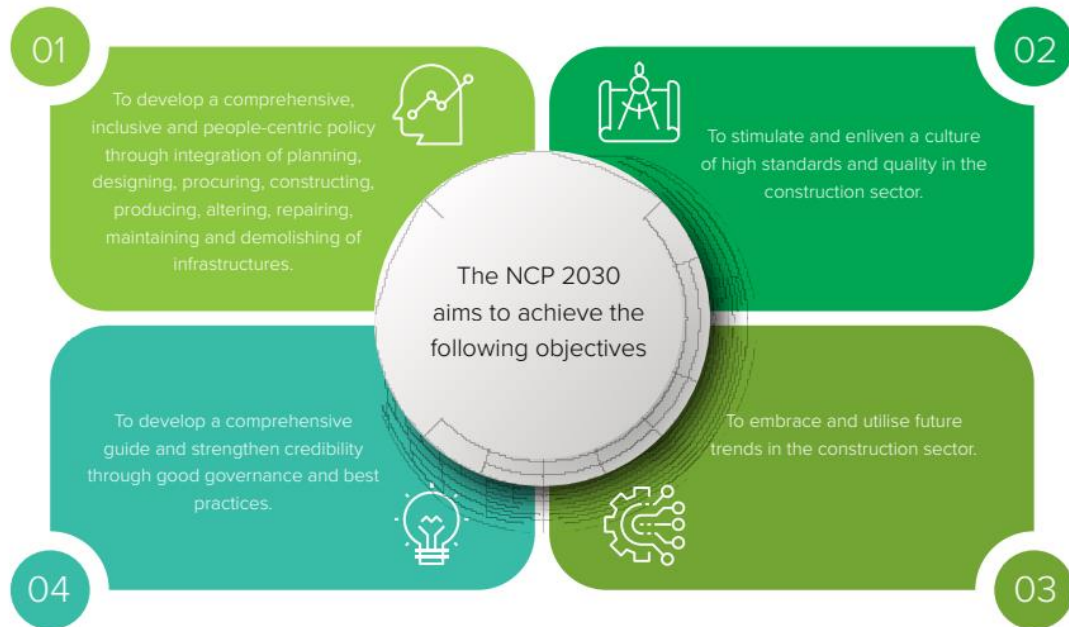 01
To develop a comprehensive,
inclusive and people-centric policy
through integration of planning,
designing, procuring, constructing,
producing, altering, repairing,
maintaining and demolishing of
infrastructures.
02
To stimulate and enliven a culture
of high standards and quality in the
construction sector.
The NCP 2030
aims to achieve the
following objectives
To develop a comprehensive
guide and strengthen credibility
through good governance and best
practices.
04
To embrace and utilise future
trends in the construction sector.
03